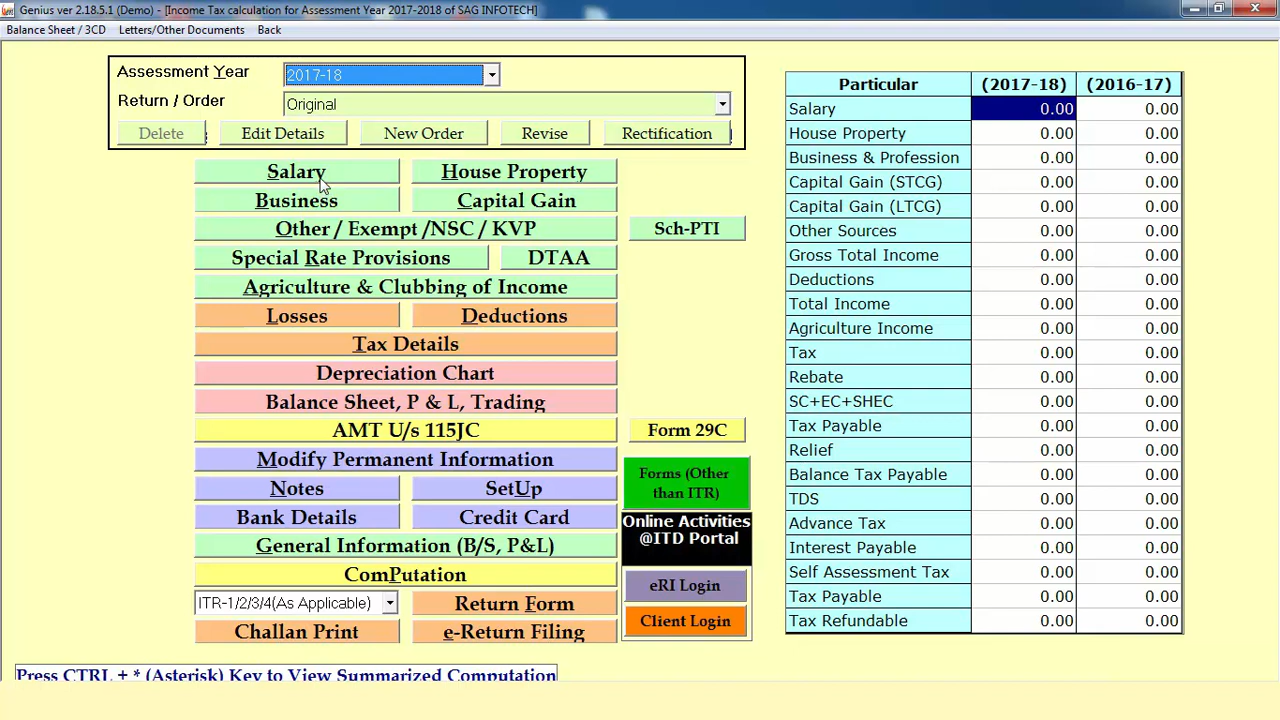 Genius ver 2.18.5.1 (Demo) - [Income Tax calculation for Assessment Year 2017-2018 of SAG INFOTECH]
Balance Sheet / 3CD Letters/Other Documents Back
Assessment Year 2017-18
Return / Order Original
Delete Edit Details New Order Revise Rectification
Salary House Property
Business Capital Gain
Other / Exempt /NSC / KVP Sch-PTI
Special Rate Provisions DTAA
Agriculture & Clubbing of Income
Losses Deductions
Tax Details
Depreciation Chart
Balance Sheet, P & L, Trading
AMT U/s 115JC Form 29C
Modify Permanent Information
Forms (Other
than ITR)
Notes SetUp
Bank Details Credit Card
Online Activities
@ITD Portal
General Information (B/S, P&L)
ComPutation eRI Login
ITR-1/2/3/4(As Applicable) Return Form
Client Login
Challan Print e-Return Filing
Press CTRL + * (Asterisk) Key to View Summarized Computation
Particular (2017-18) (2016-17)
Salary 0.00 0.00
House Property 0.00 0.00
Business & Profession 0.00 0.00
Capital Gain (STCG) 0.00 0.00
Capital Gain (LTCG) 0.00 0.00
Other Sources 0.00 0.00
Gross Total Income 0.00 0.00
Deductions 0.00 0.00
Total Income 0.00 0.00
Agriculture Income 0.00 0.00
Tax 0.00 0.00
Rebate 0.00 0.00
SC+EC+SHEC 0.00 0.00
Tax Payable 0.00 0.00
Relief 0.00 0.00
Balance Tax Payable 0.00 0.00
TDS 0.00 0.00
Advance Tax 0.00 0.00
Interest Payable 0.00 0.00
Self Assessment Tax 0.00 0.00
Tax Payable 0.00 0.00
Tax Refundable 0.00 0.00